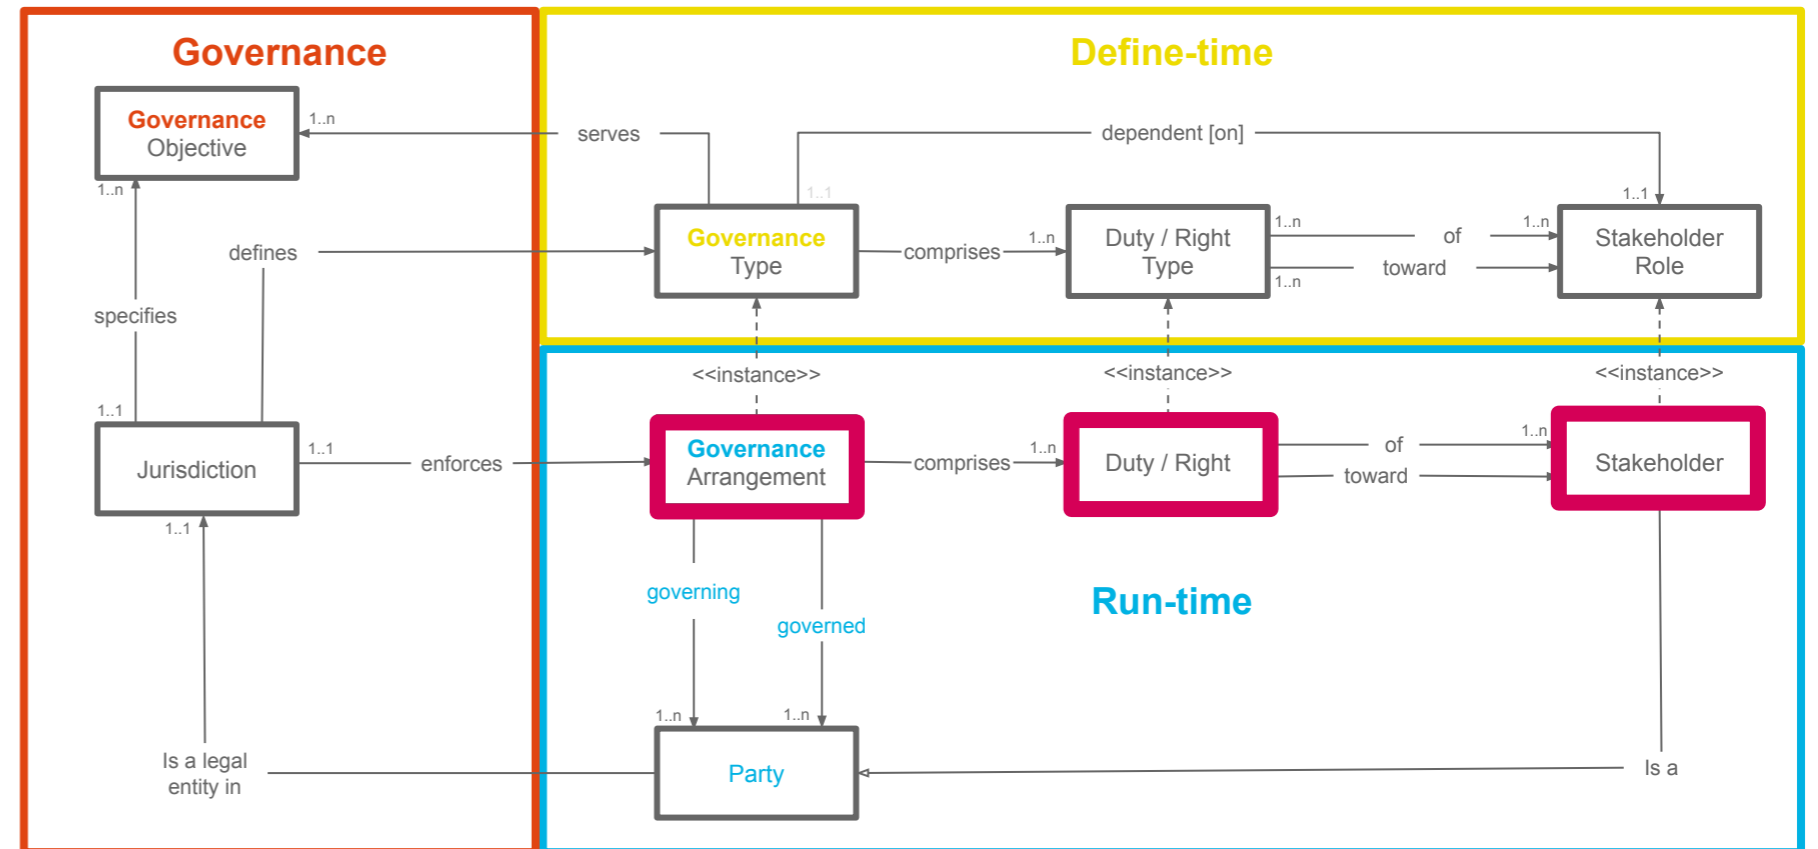 Governance
Define-time
Governance
Objective
1..n
serves
dependent [on]
1..n
1..1
1..1
defines
Governance
Type
comprises
1..n
Duty / Right
Type
1..n
of
1..n
toward
1..n
Stakeholder
Role
specifies
<<instance>>
<<instance>>
<<instance>>
1..1
Jurisdiction
1..1
enforces
Governance
Arrangement
comprises
1..n
Duty / Right
of
1..n
toward
Stakeholder
1..1
governing
governed
Run-time
1..n
1..n
Is a legal
entity in
Party
Is a